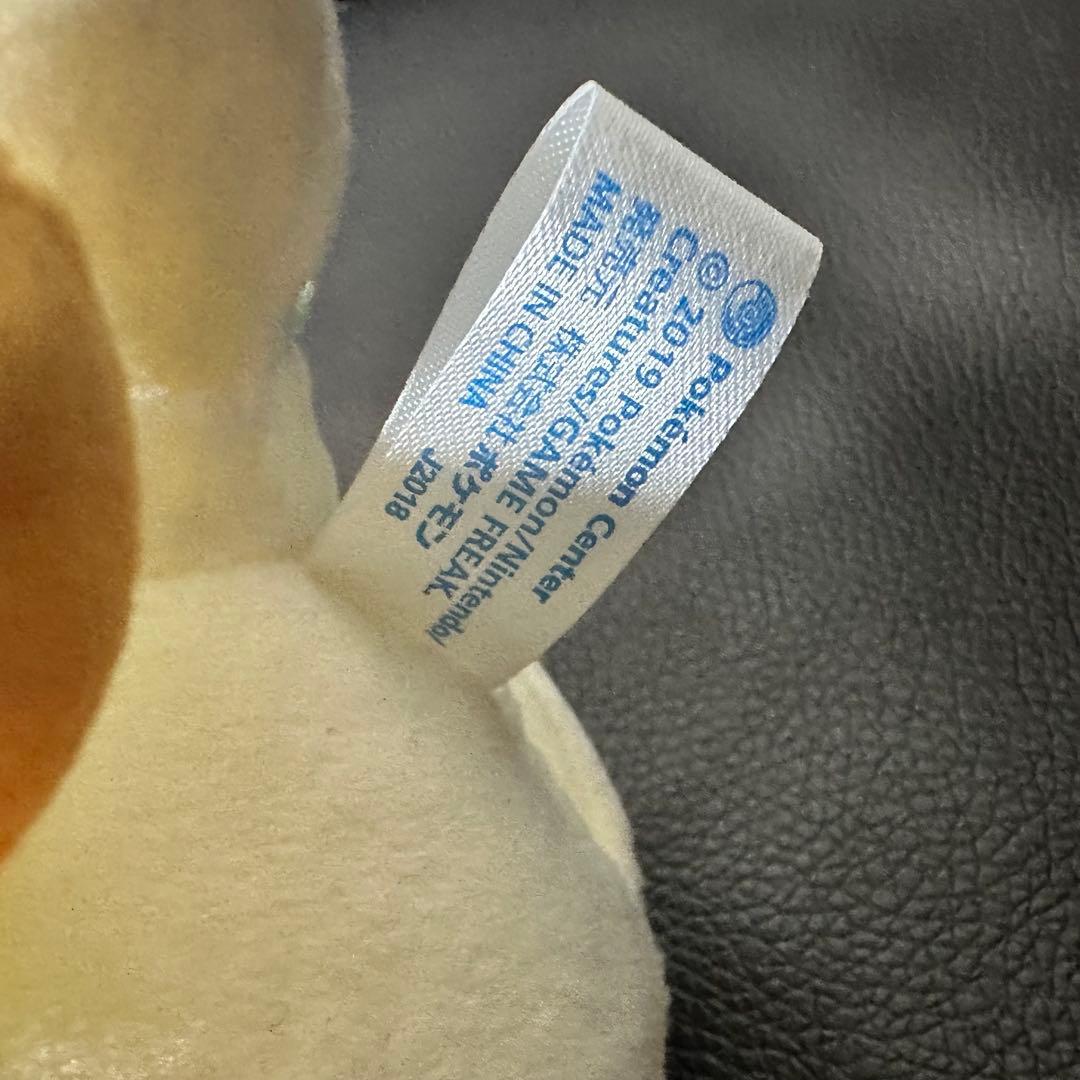 Pokémon Center
© 2019 Pokémon/Nintendo/
Creatures/GAME FREAK.
発売元 株式会社ポケモン
MADE IN CHINA J2018